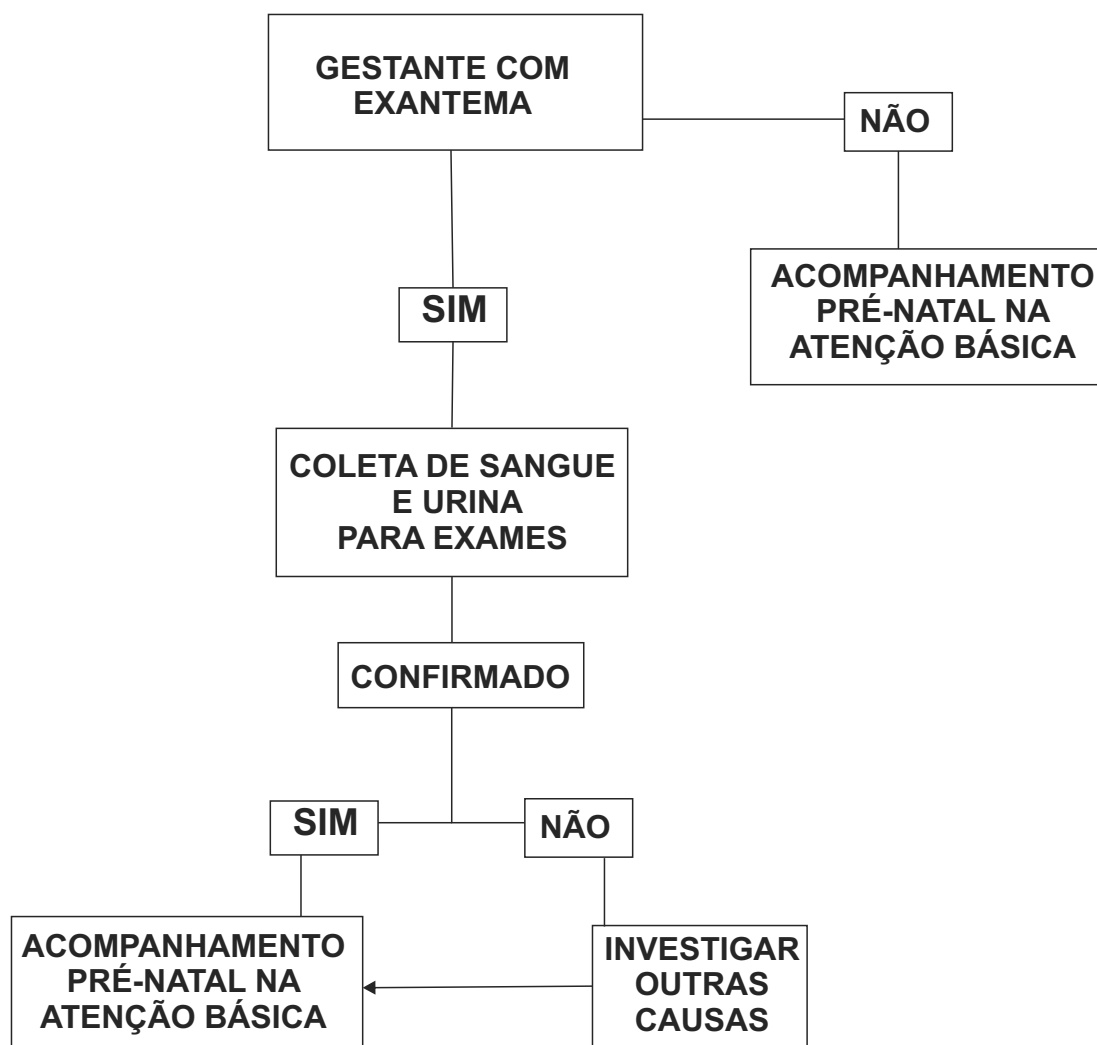 GESTANTE COM
EXANTEMA
NÃO
ACOMPANHAMENTO
PRÉ-NATAL NA
ATENÇÃO BÁSICA
SIM
COLETA DE SANGUE
E URINA
PARA EXAMES
CONFIRMADO
SIM
NÃO
ACOMPANHAMENTO
PRÉ-NATAL NA
ATENÇÃO BÁSICA
INVESTIGAR
OUTRAS
CAUSAS